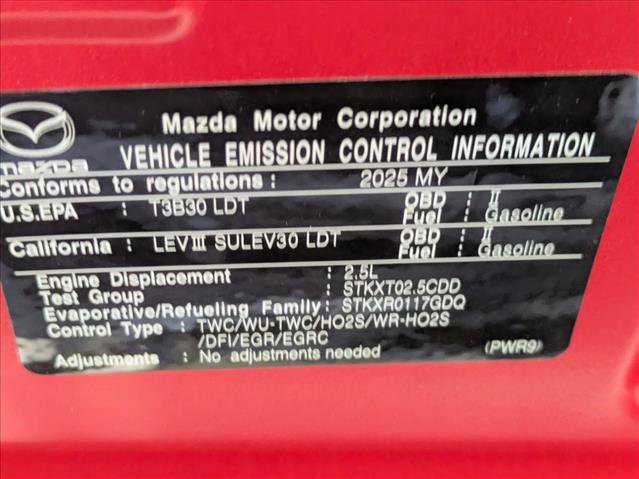 Mazda Motor Corporation
mazda VEHICLE EMISSION CONTROL INFORMATION
Conforms to regulations : 2025 MY
U.S.EPA : T3B30 LDT OBD : II
Fuel : Gasoline
California : LEVIII SULEV30 LDT OBD : II
Fuel : Gasoline
Engine Displacement : 2.5L
Test Group : STKXT02.5CDD
Evaporative/Refueling Family: STKXR0117GDQ
Control Type : TWC/WU-TWC/HO2S/WR-HO2S
/DFI/EGR/EGRC
Adjustments : No adjustments needed (PWR9)